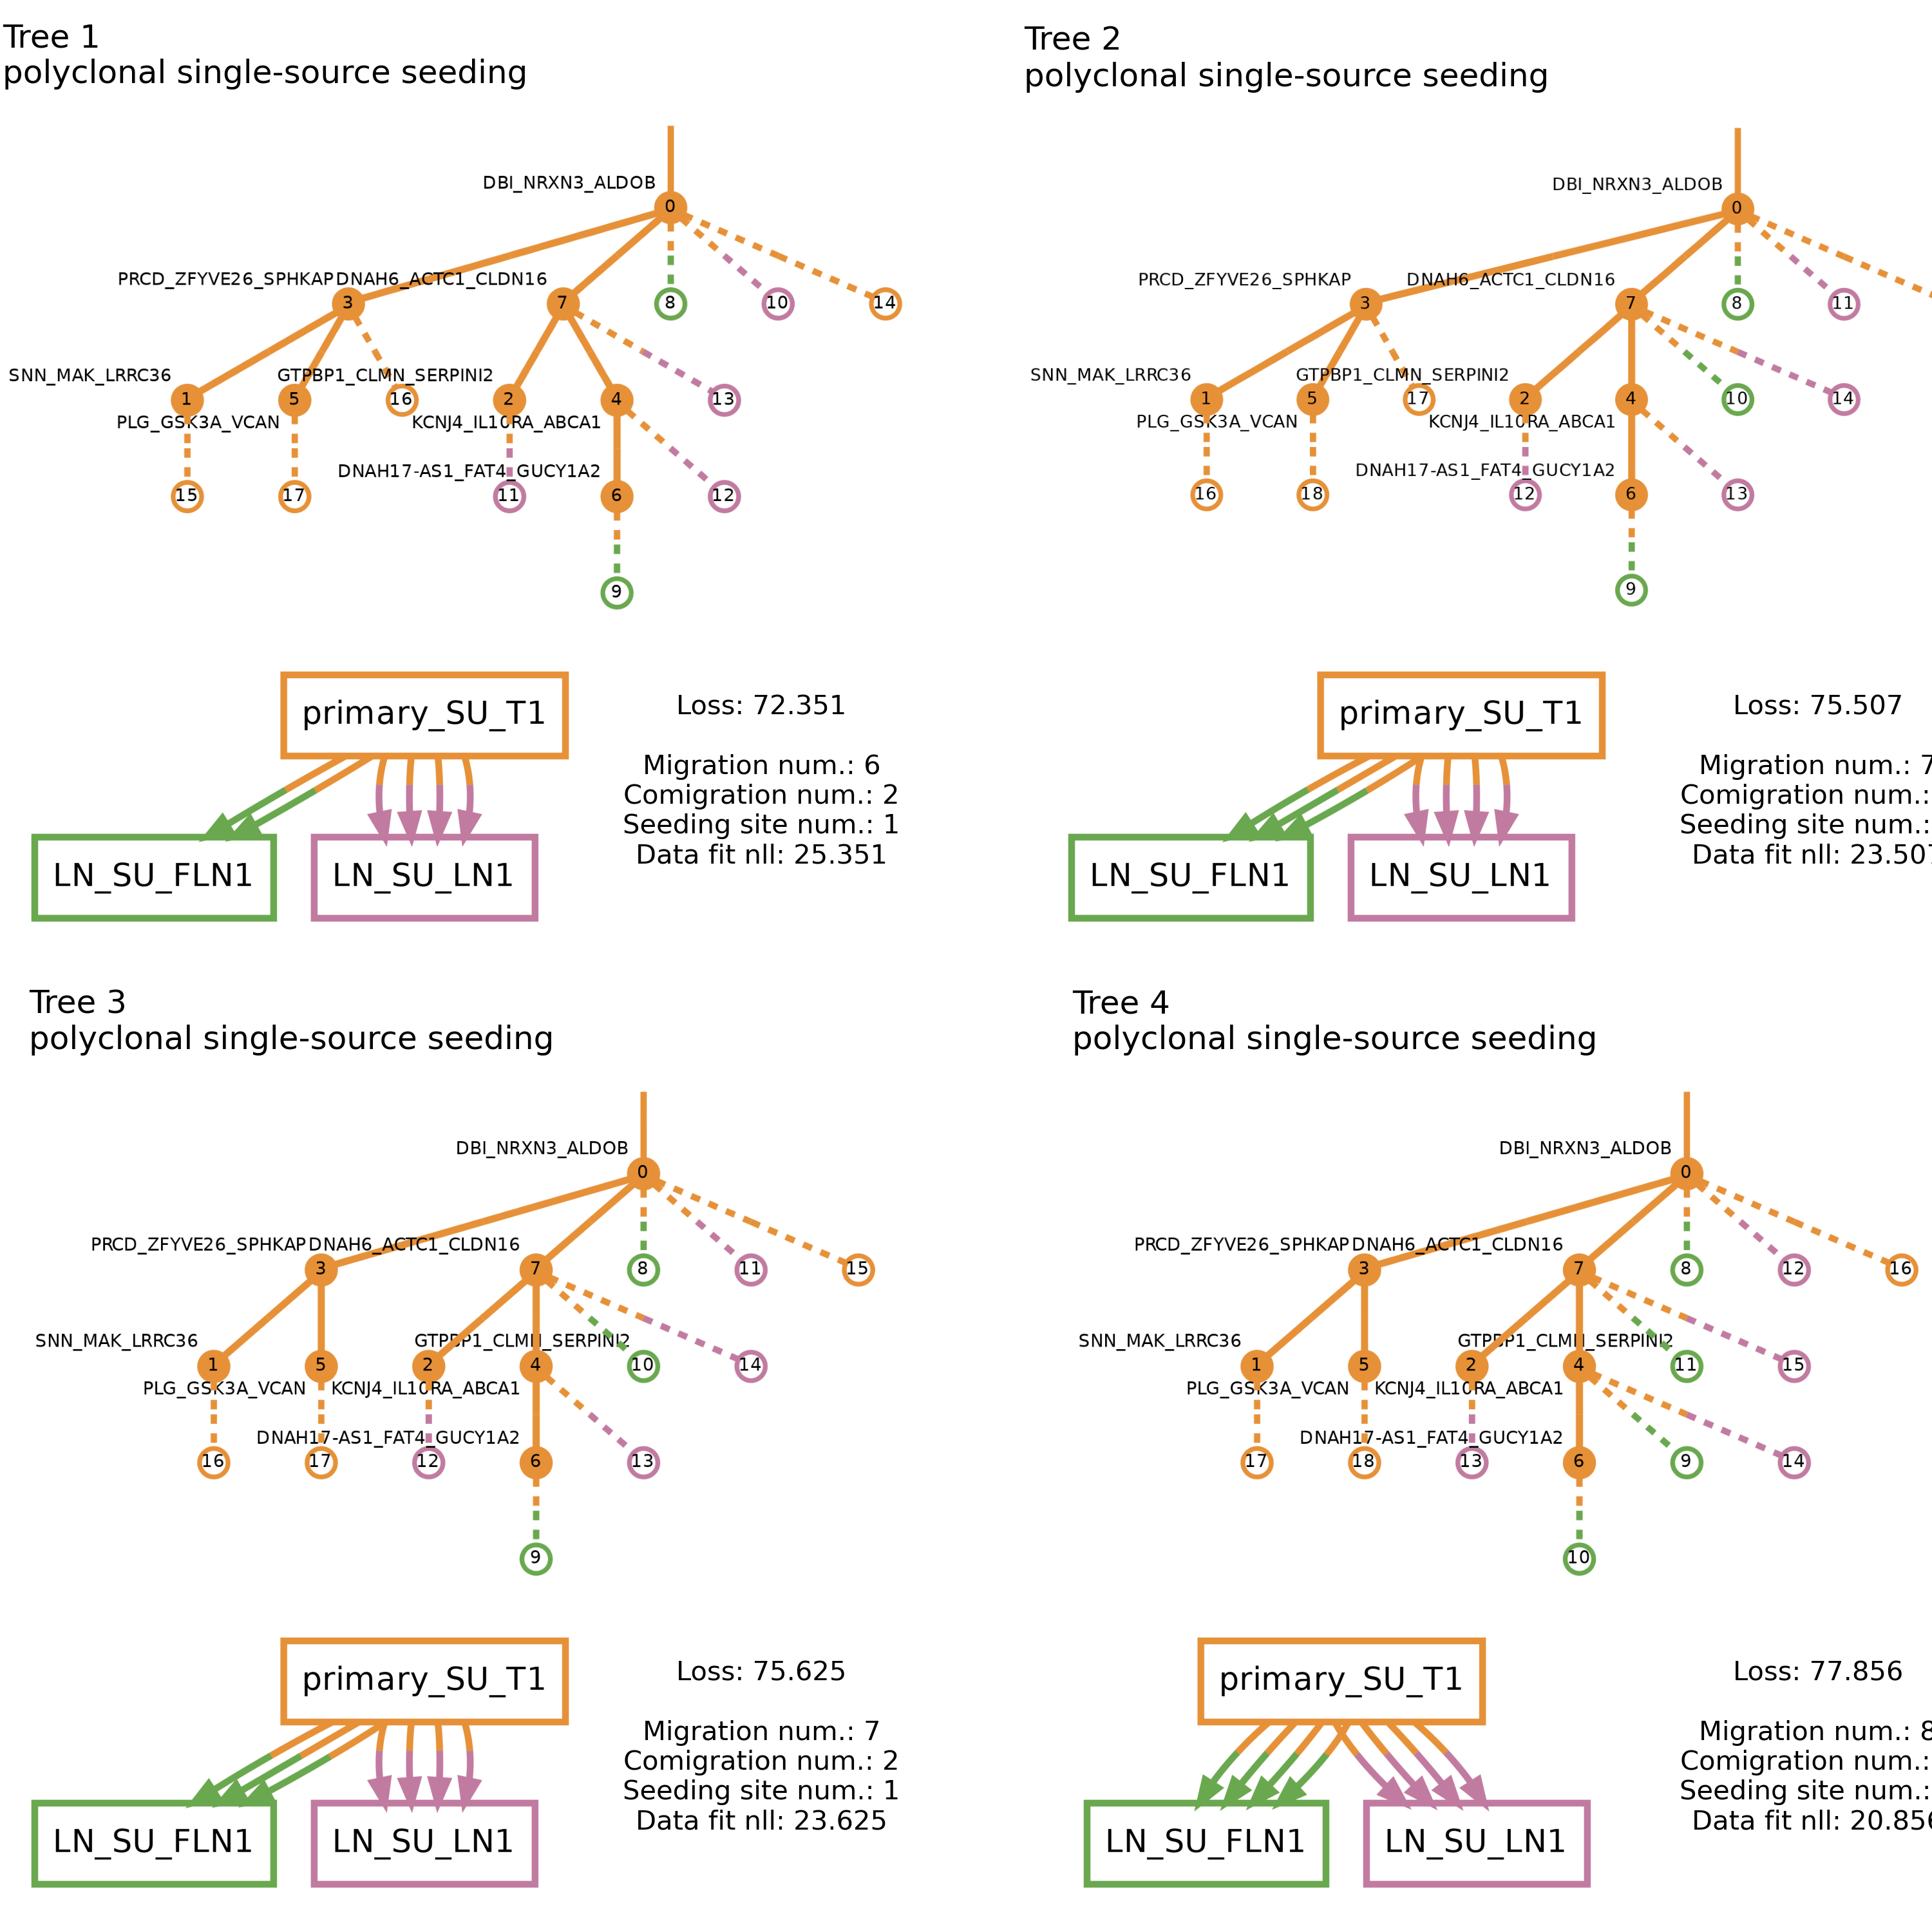 Tree 1
polyclonal single-source seeding
DBI_NRXN3_ALDOB
0
PRCD_ZFYVE26_SPHKAP
DNAH6_ACTC1_CLDN16
3
7
8
10
14
SNN_MAK_LRRC36
GTPBP1_CLMN_SERPINI2
1
5
16
2
4
13
PLG_GSK3A_VCAN
KCNJ4_IL10RA_ABCA1
DNAH17-AS1_FAT4_GUCY1A2
15
17
11
6
12
9
primary_SU_T1
LN_SU_FLN1
LN_SU_LN1
Loss: 72.351
Migration num.: 6
Comigration num.: 2
Seeding site num.: 1
Data fit nll: 25.351
Tree 2
polyclonal single-source seeding
DBI_NRXN3_ALDOB
0
PRCD_ZFYVE26_SPHKAP
DNAH6_ACTC1_CLDN16
3
7
8
11
SNN_MAK_LRRC36
GTPBP1_CLMN_SERPINI2
1
5
17
2
4
10
14
PLG_GSK3A_VCAN
KCNJ4_IL10RA_ABCA1
DNAH17-AS1_FAT4_GUCY1A2
16
18
12
6
13
9
primary_SU_T1
LN_SU_FLN1
LN_SU_LN1
Loss: 75.507
Migration num.: 7
Comigration num.:
Seeding site num.:
Data fit nll: 23.507
Tree 3
polyclonal single-source seeding
DBI_NRXN3_ALDOB
0
PRCD_ZFYVE26_SPHKAP
DNAH6_ACTC1_CLDN16
3
7
8
11
15
SNN_MAK_LRRC36
GTPBP1_CLMN_SERPINI2
1
5
2
4
10
14
PLG_GSK3A_VCAN
KCNJ4_IL10RA_ABCA1
DNAH17-AS1_FAT4_GUCY1A2
16
17
12
6
13
9
primary_SU_T1
LN_SU_FLN1
LN_SU_LN1
Loss: 75.625
Migration num.: 7
Comigration num.: 2
Seeding site num.: 1
Data fit nll: 23.625
Tree 4
polyclonal single-source seeding
DBI_NRXN3_ALDOB
0
PRCD_ZFYVE26_SPHKAP
DNAH6_ACTC1_CLDN16
3
7
8
12
16
SNN_MAK_LRRC36
GTPBP1_CLMN_SERPINI2
1
5
2
4
11
15
PLG_GSK3A_VCAN
KCNJ4_IL10RA_ABCA1
DNAH17-AS1_FAT4_GUCY1A2
17
18
13
6
9
14
10
primary_SU_T1
LN_SU_FLN1
LN_SU_LN1
Loss: 77.856
Migration num.: 8
Comigration num.:
Seeding site num.:
Data fit nll: 20.856